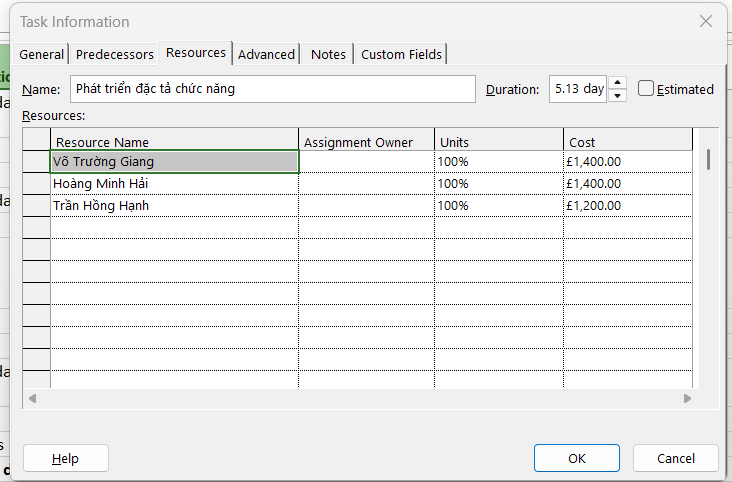 Task Information
General Predecessors Resources Advanced Notes Custom Fields
Name: Phát triển đặc tả chức năng Duration: 5.13 day Estimated
Resources:
Resource Name Assignment Owner Units Cost
Võ Trường Giang 100% £1,400.00
Hoàng Minh Hải 100% £1,400.00
Trần Hồng Hạnh 100% £1,200.00
Help OK Cancel